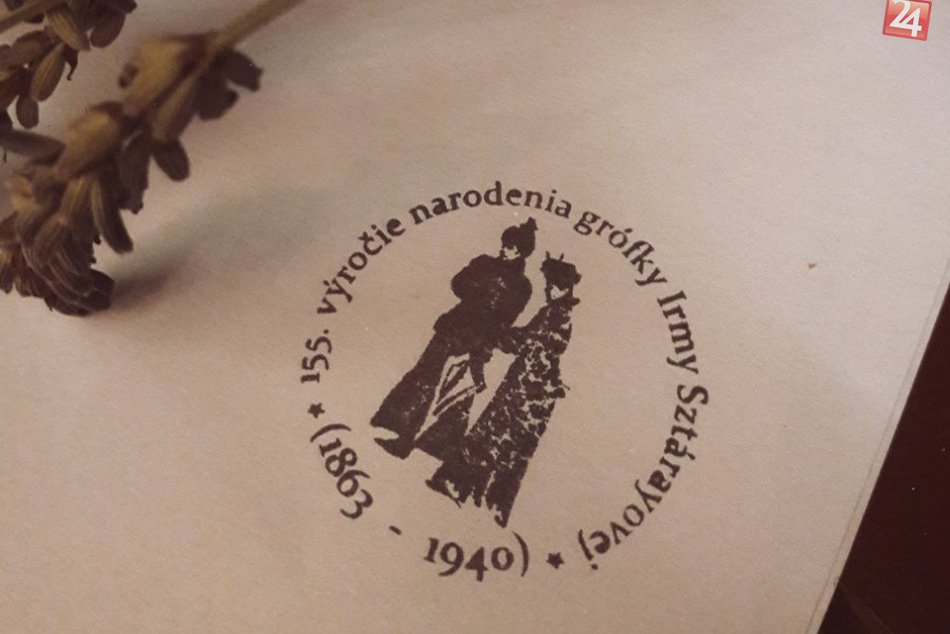 24
155. výročie narodenia grófky Irmy Sztárayovej
* (1863 - 1940) *